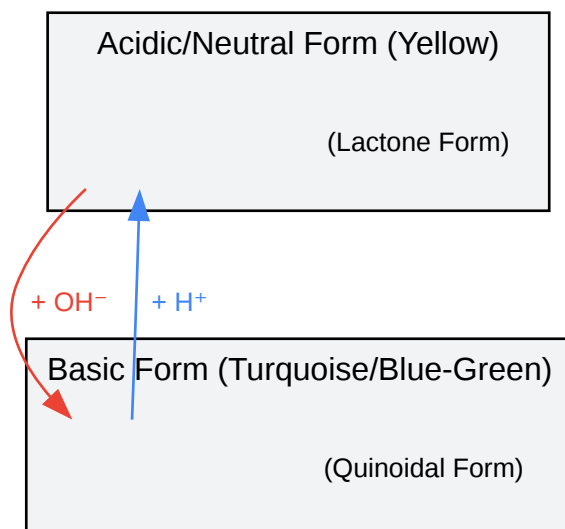 Acidic/Neutral Form (Yellow)
(Lactone Form)
+ OH⁻
+ H⁺
Basic Form (Turquoise/Blue-Green)
(Quinoidal Form)